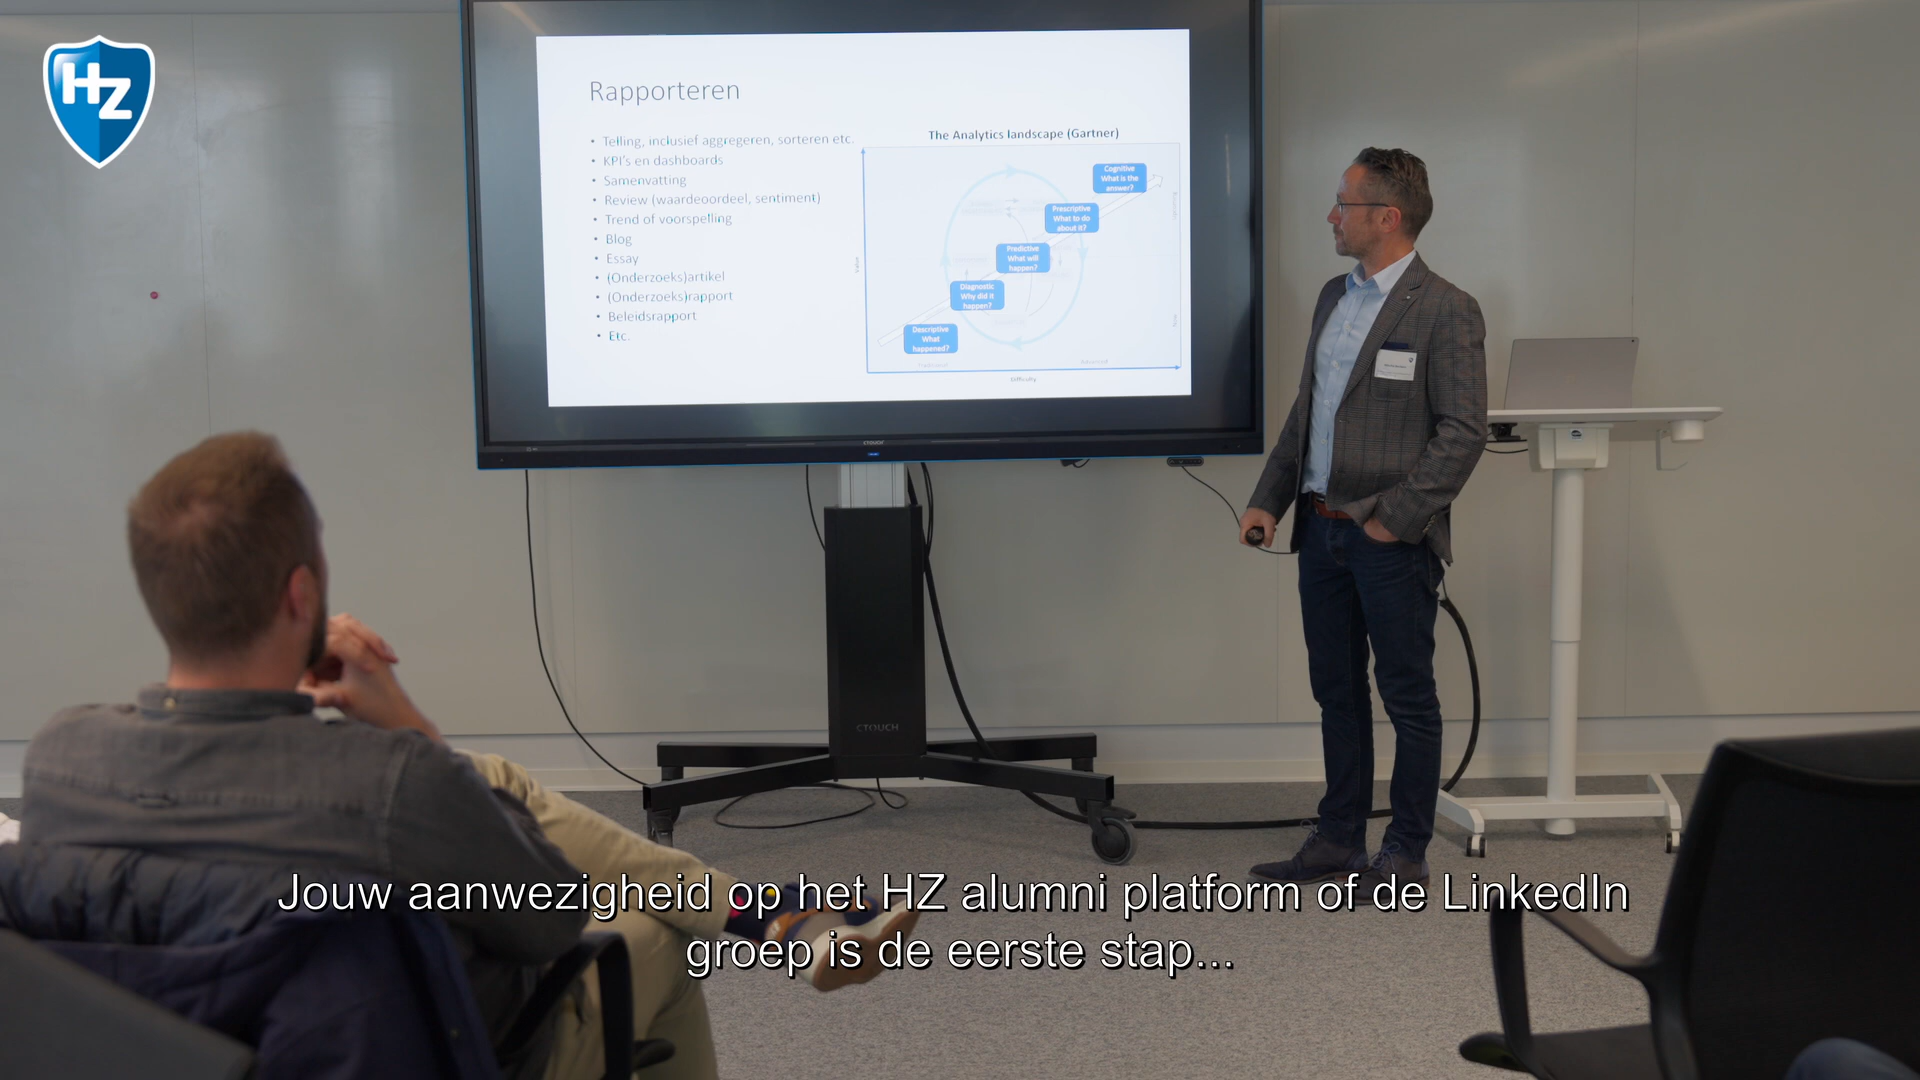 HZ
Rapporteren
• Telling, inclusief aggregeren, sorteren etc.
• KPI's en dashboards
• Samenvatting
• Review (waardeoordeel, sentiment)
• Trend of voorspelling
• Blog
• Essay
• (Onderzoeks)artikel
• (Onderzoeks)rapport
• Beleidsrapport
• Etc.
The Analytics landscape (Gartner)
Cognitive
What is the
answer?
Prescriptive
What to do
about it?
Predictive
What will
happen?
Diagnostic
Why did it
happen?
Descriptive
What
happened?
Value
Difficulty
CTOUCH
CTOUCH
Jouw aanwezigheid op het HZ alumni platform of de LinkedIn
groep is de eerste stap...